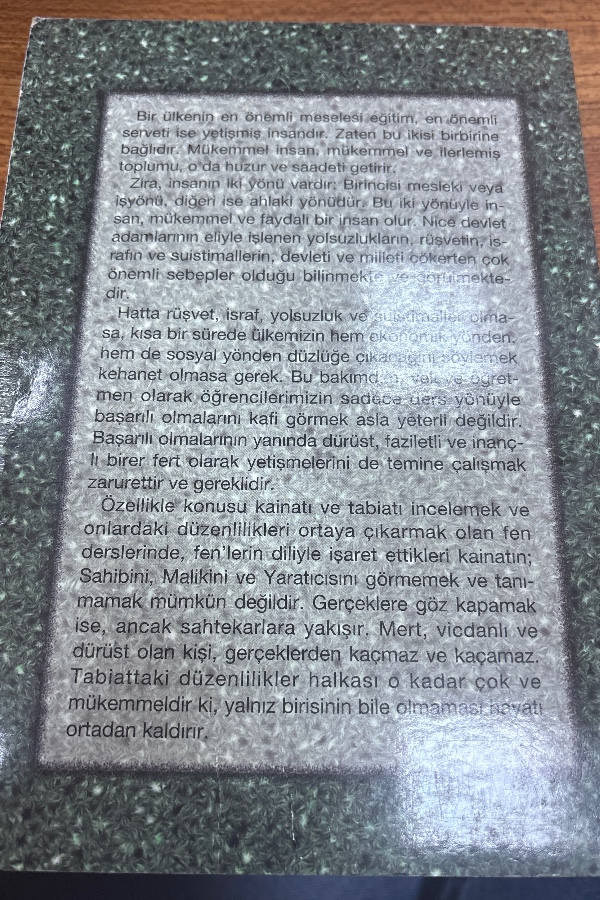 Bir ülkenin en önemli meselesi eğitim, en önemli
serveti ise yetişmiş insandır. Zaten bu ikisi birbirine
bağlıdır. Mükemmel insan, mükemmel ve ilerlemiş
toplumu, o da huzur ve saadeti getirir.
Zira, insanın iki yönü vardır: Birincisi mesleki veya
işyönü, diğeri ise ahlaki yönüdür. Bu iki yönüyle in-
san, mükemmel ve faydalı bir insan olur. Nice devlet
adamlarının eliyle işlenen yolsuzlukların, rüşvetin, is-
rafın ve suistimallerin, devleti ve milleti çökerten çok
önemli sebepler olduğu bilinmekte ve görülmekte-
dir.
Hatta rüşvet, israf, yolsuzluk ve suistimaller olma-
sa, kısa bir sürede ülkemizin hem ekonomik yönden,
hem de sosyal yönden düzlüğe çıkacağını söylemek
kehanet olmasa gerek. Bu bakımdan, veli ve öğret-
men olarak öğrencilerimizin sadece ders yönüyle
başarılı olmalarını kafi görmek asla yeterli değildir.
Başarılı olmalarının yanında dürüst, faziletli ve inanç-
lı birer fert olarak yetişmelerini de temine çalışmak
zarurettir ve gereklidir.
Özellikle konusu kainatı ve tabiatı incelemek ve
onlardaki düzenlilikleri ortaya çıkarmak olan fen
derslerinde, fen'lerin diliyle işaret ettikleri kainatın;
Sahibini, Malikini ve Yaratıcısını görmemek ve tanı-
mamak mümkün değildir. Gerçeklere göz kapamak
ise, ancak sahtekarlara yakışır. Mert, vicdanlı ve
dürüst olan kişi, gerçeklerden kaçmaz ve kaçamaz.
Tabiattaki düzenlilikler halkası o kadar çok ve
mükemmeldir ki, yalnız birisinin bile olmaması hayatı
ortadan kaldırır.